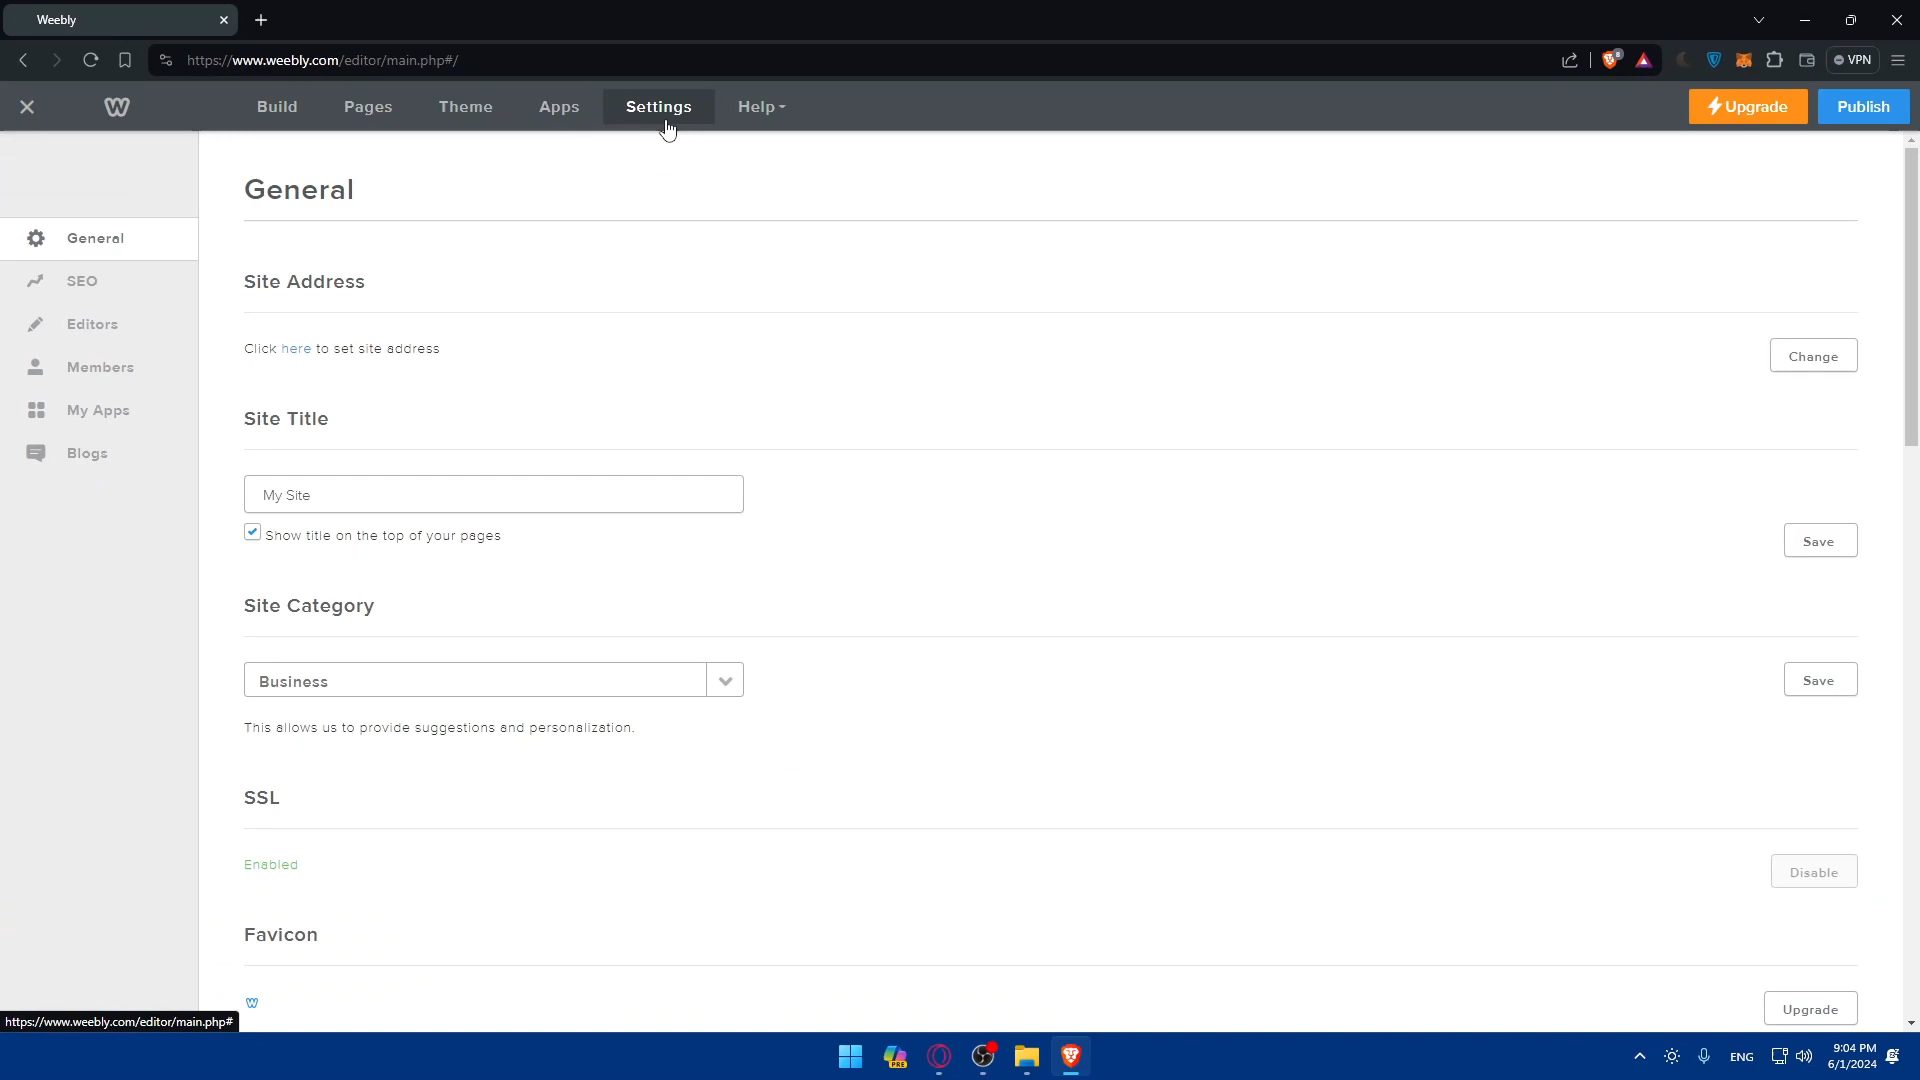 Weebly
https://www.weebly.com/editor/main.php#/
VPN
Build
Pages
Theme
Apps
Settings
Help
Upgrade
Publish
General
SEO
Editors
Members
My Apps
Blogs
General
Site Address
Click here to set site address
Change
Site Title
My Site
Show title on the top of your pages
Save
Site Category
Business
Save
This allows us to provide suggestions and personalization.
SSL
Enabled
Disable
Favicon
Upgrade
https://www.weebly.com/editor/main.php#
PRE
ENG
9:04 PM
6/1/2024